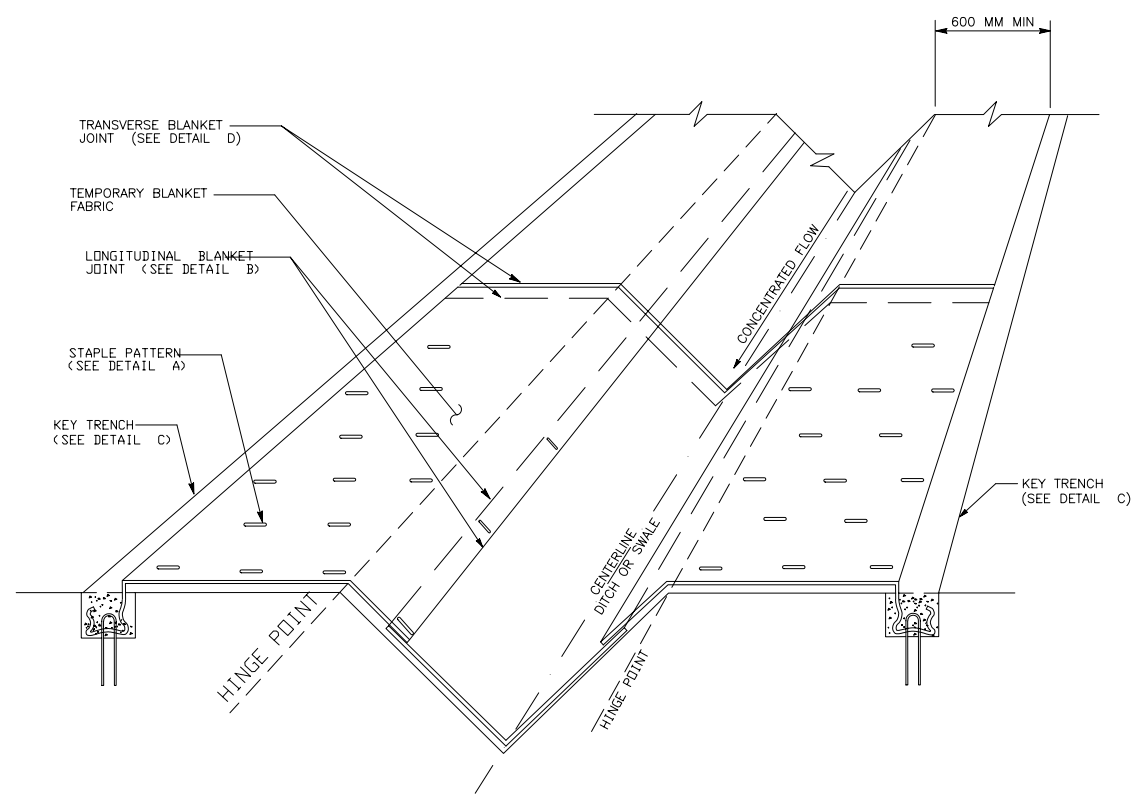 600 MM MIN
TRANSVERSE BLANKET
JOINT (SEE DETAIL D)
TEMPORARY BLANKET
FABRIC
LONGITUDINAL BLANKET
JOINT (SEE DETAIL B)
CONCENTRATED FLOW
STAPLE PATTERN
(SEE DETAIL A)
KEY TRENCH
(SEE DETAIL C)
KEY TRENCH
(SEE DETAIL C)
CENTERLINE
DITCH OR SWALE
HINGE POINT
HINGE POINT